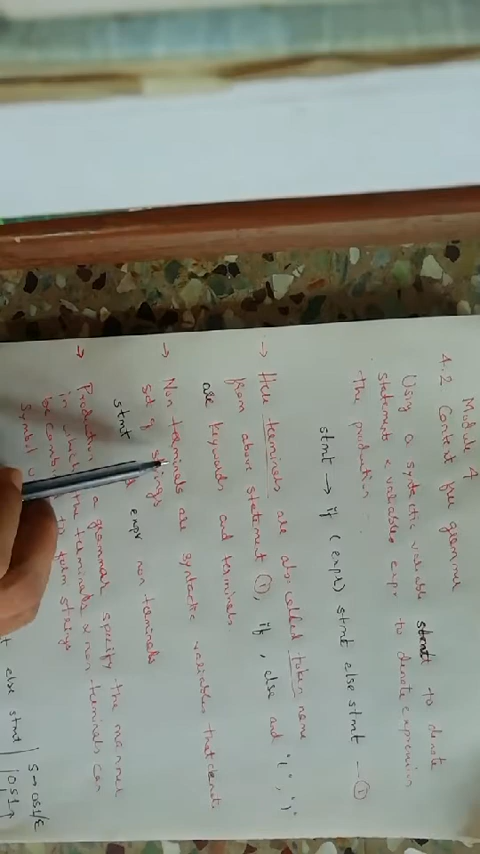 Module 4
4.2 Context free grammar
Using a syntactic variable stmt to denote
statement & variable expr to denote expression
the production.
stmt → if (expr) stmt else stmt — ①
→ Here terminals are also called token name
from above statement ①, if, else and '(', ')'
are keywords and terminals.
→ Non terminals are syntactic variables that denote
set of strings
stmt expr non terminals
→ Production a grammar specify the manner
in which the terminals & non-terminals can
be to form strings
Symbol
else stmt